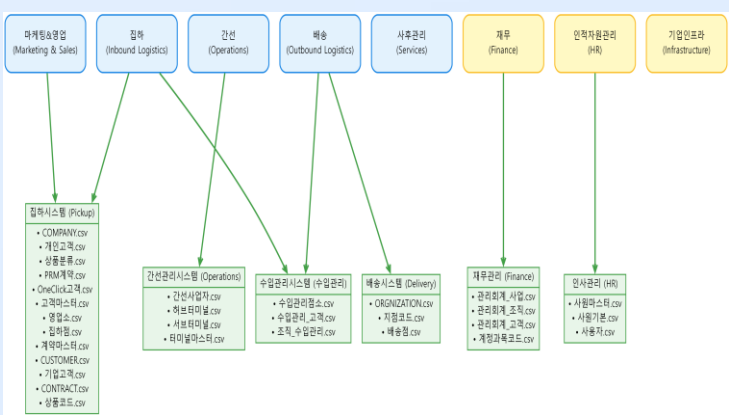 마케팅&영업
(Marketing & Sales)
집하
(Inbound Logistics)
간선
(Operations)
배송
(Outbound Logistics)
사후관리
(Services)
재무
(Finance)
인적자원관리
(HR)
기업인프라
(Infrastructure)
집하시스템 (Pickup)
• COMPANY.csv
• 개인고객.csv
• 상품분류.csv
• PRM계약.csv
• OneClick고객.csv
• 고객마스터.csv
• 영업소.csv
• 집하점.csv
• 계약마스터.csv
• CUSTOMER.csv
• 기업고객.csv
• CONTRACT.csv
• 상품코드.csv
간선관리시스템 (Operations)
• 간선사업자.csv
• 허브터미널.csv
• 서브터미널.csv
• 터미널마스터.csv
수입관리시스템 (수입관리)
• 수입관리점소.csv
• 수입관리_고객.csv
• 조직_수입관리.csv
배송시스템 (Delivery)
• ORGNIZATION.csv
• 지점코드.csv
• 배송점.csv
재무관리 (Finance)
• 관리회계_사업.csv
• 관리회계_조직.csv
• 관리회계_고객.csv
• 계정과목코드.csv
인사관리 (HR)
• 사원마스터.csv
• 사원기본.csv
• 사용자.csv